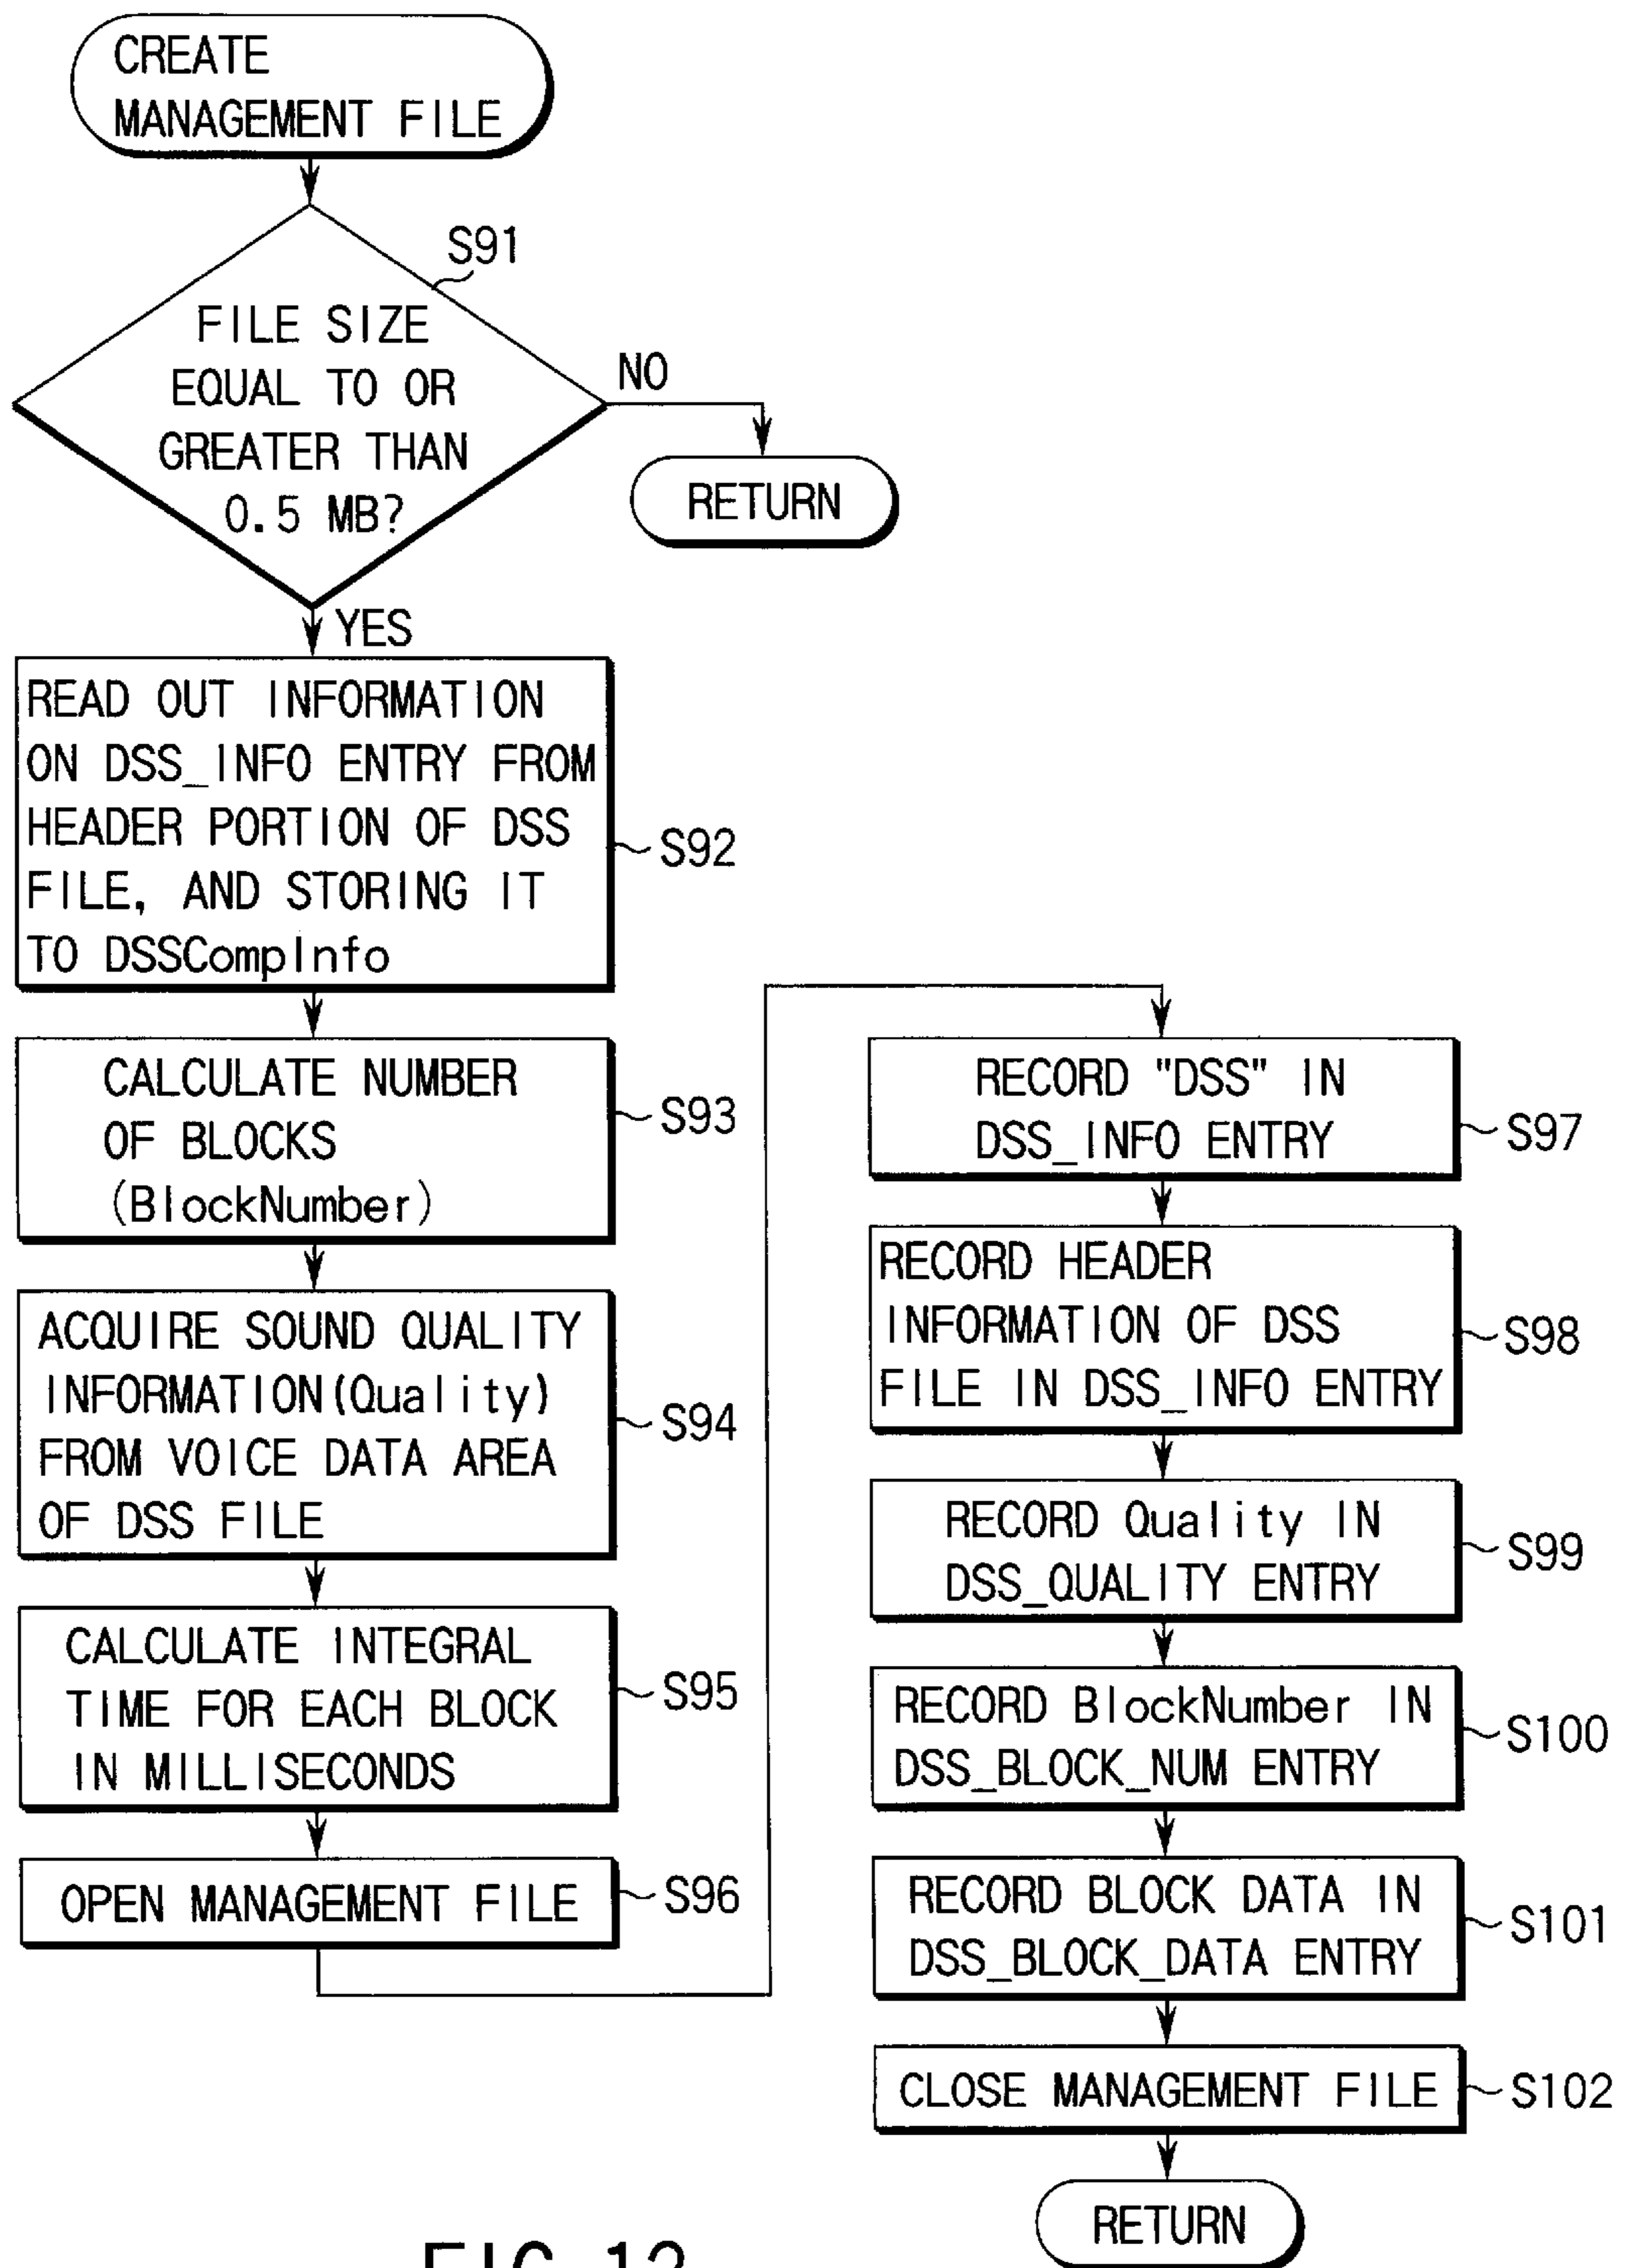 CREATE
MANAGEMENT FILE
S91
FILE SIZE
EQUAL TO OR
GREATER THAN
0.5 MB?
NO
RETURN
YES
READ OUT INFORMATION
ON DSS_INFO ENTRY FROM
HEADER PORTION OF DSS
FILE, AND STORING IT
TO DSSCompInfo
S92
CALCULATE NUMBER
OF BLOCKS
(BlockNumber)
S93
ACQUIRE SOUND QUALITY
INFORMATION(Quality)
FROM VOICE DATA AREA
OF DSS FILE
S94
CALCULATE INTEGRAL
TIME FOR EACH BLOCK
IN MILLISECONDS
S95
OPEN MANAGEMENT FILE
S96
RECORD "DSS" IN
DSS_INFO ENTRY
S97
RECORD HEADER
INFORMATION OF DSS
FILE IN DSS_INFO ENTRY
S98
RECORD Quality IN
DSS_QUALITY ENTRY
S99
RECORD BlockNumber IN
DSS_BLOCK_NUM ENTRY
S100
RECORD BLOCK DATA IN
DSS_BLOCK_DATA ENTRY
S101
CLOSE MANAGEMENT FILE
S102
RETURN
FIG.